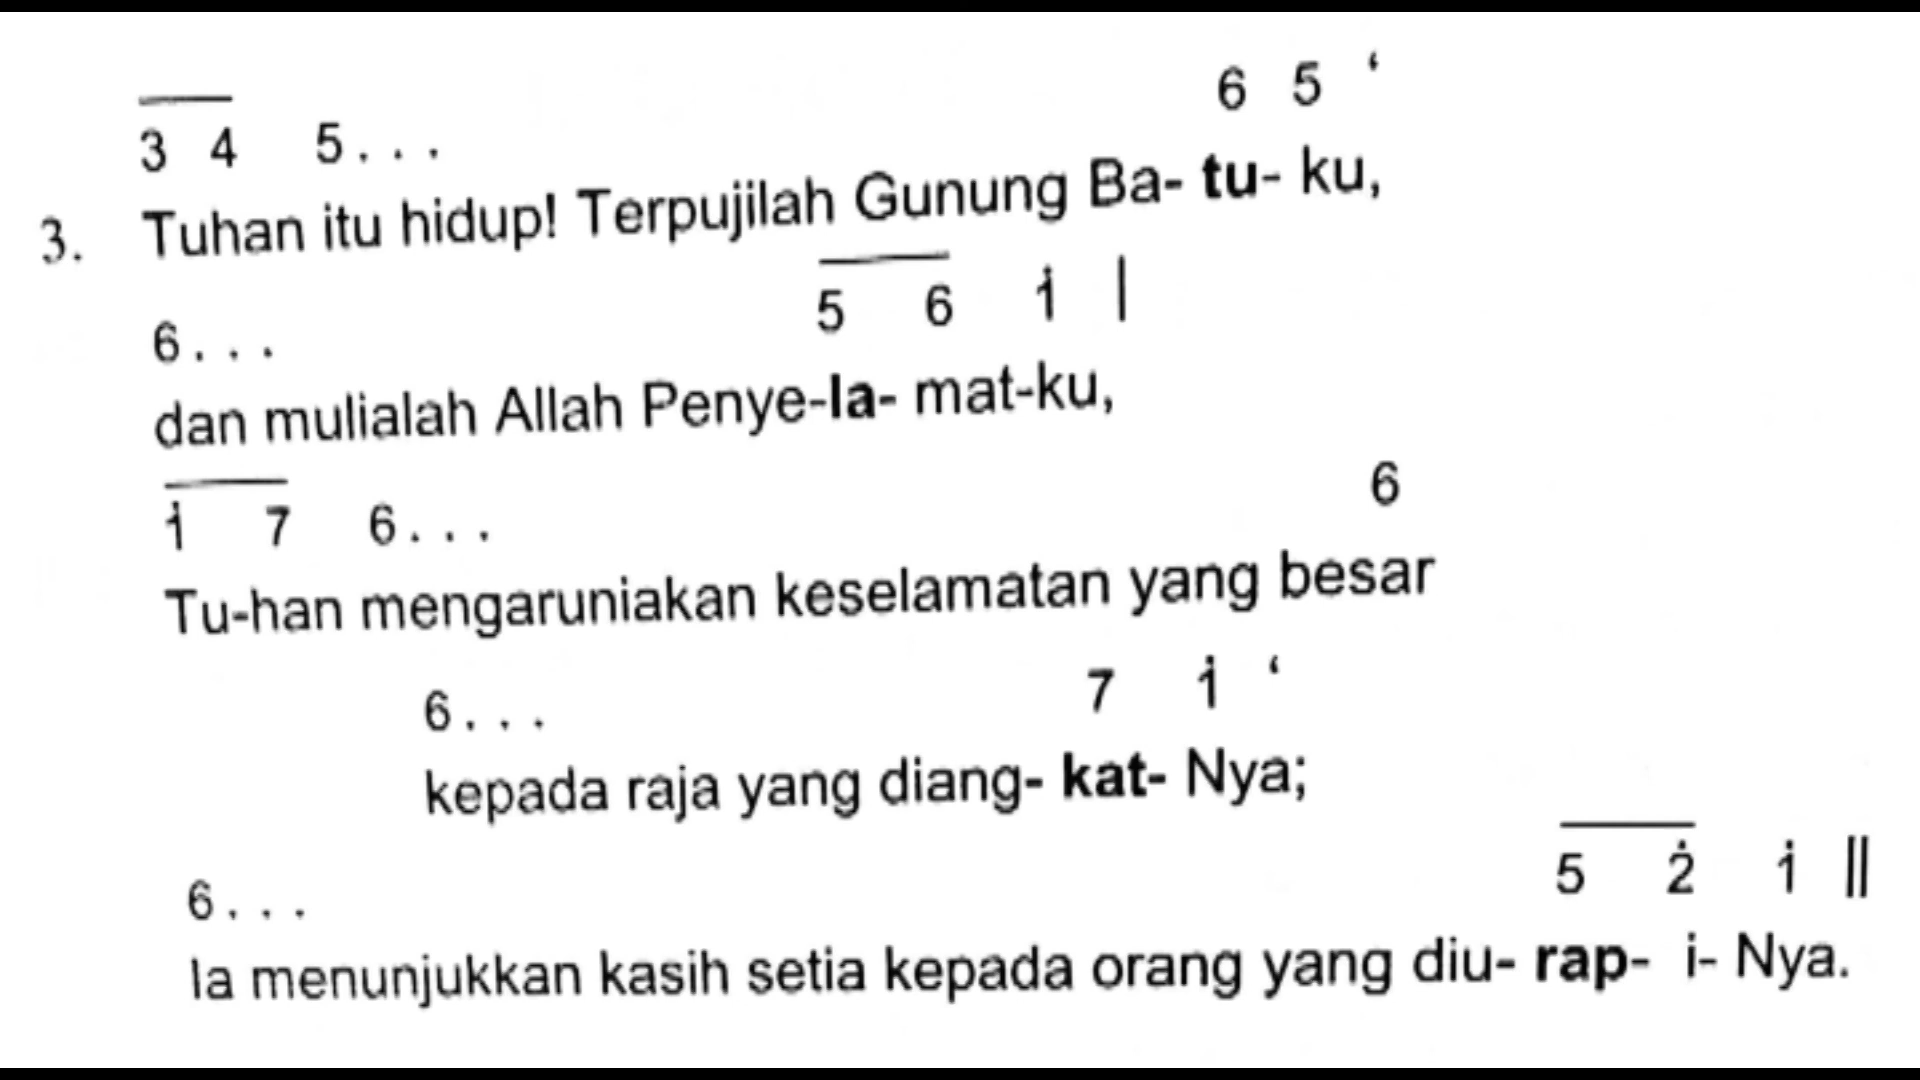 6 5 ‘
3 4 5 . . .
3. Tuhan itu hidup! Terpujilah Gunung Ba- tu- ku,
5 6 1̇ |
6 . . .
dan mulialah Allah Penye-la- mat-ku,
6
1̇ 7 6 . . .
Tu-han mengaruniakan keselamatan yang besar
6 . . . 7 1̇ ‘
kepada raja yang diang- kat- Nya;
6 . . . 5 2̇ 1̇ ||
Ia menunjukkan kasih setia kepada orang yang diu- rap- i- Nya.